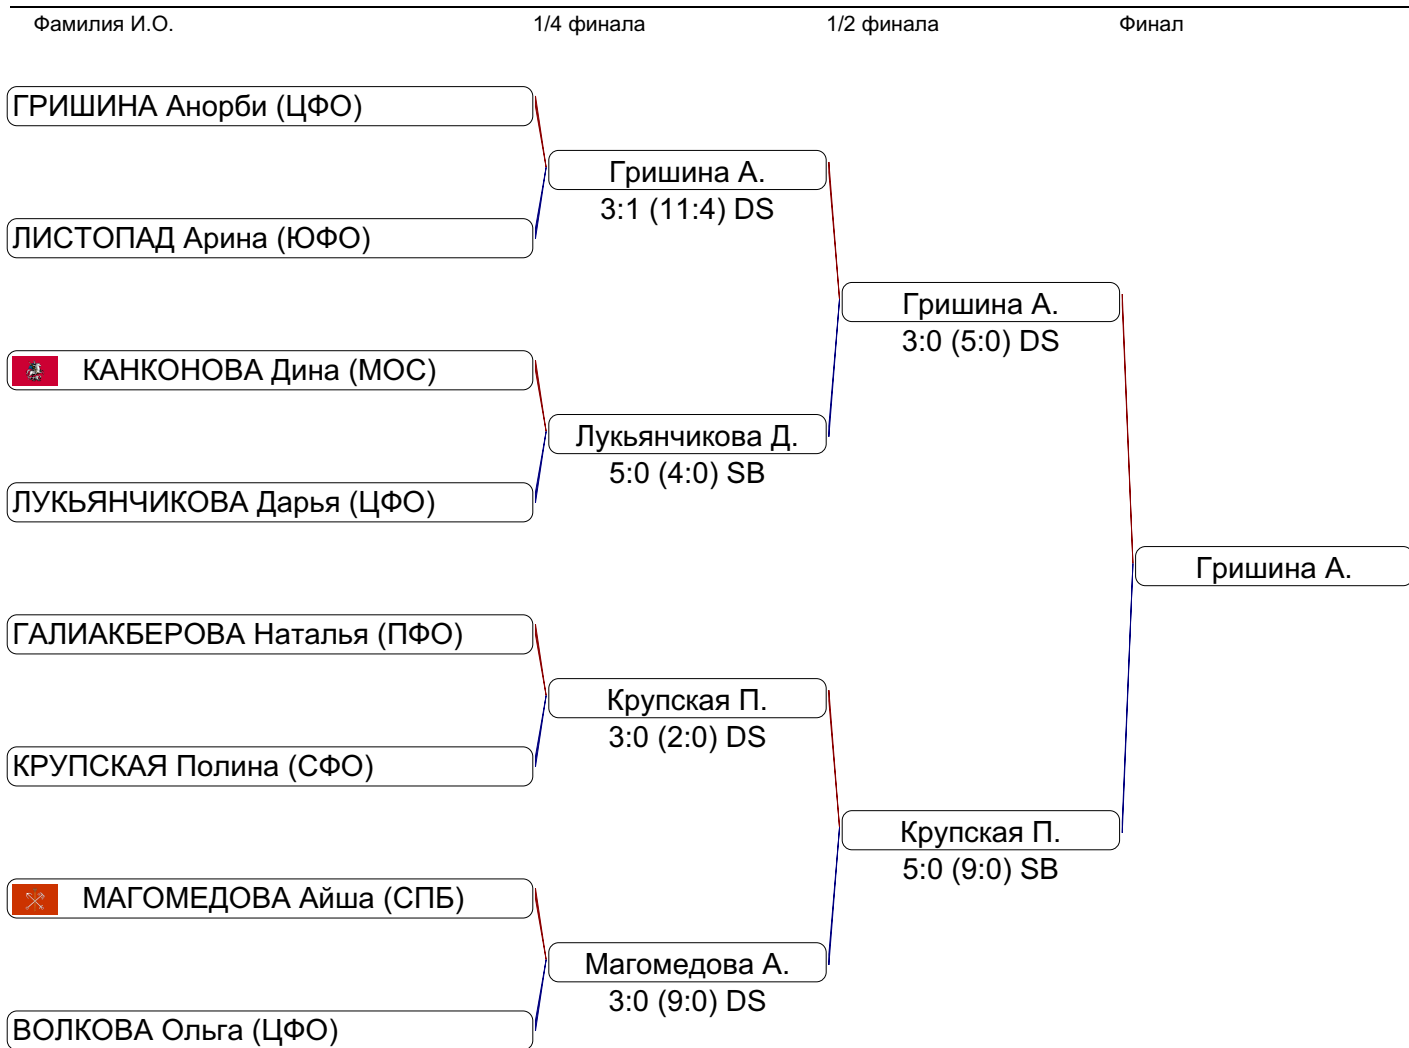 Фамилия И.О. 1/4 финала 1/2 финала Финал
ГРИШИНА Анорби (ЦФО)
Гришина А.
3:1 (11:4) DS
ЛИСТОПАД Арина (ЮФО)
Гришина А.
3:0 (5:0) DS
КАНКОНОВА Дина (МОС)
Лукьянчикова Д.
5:0 (4:0) SB
ЛУКЬЯНЧИКОВА Дарья (ЦФО)
Гришина А.
ГАЛИАКБЕРОВА Наталья (ПФО)
Крупская П.
3:0 (2:0) DS
КРУПСКАЯ Полина (СФО)
Крупская П.
5:0 (9:0) SB
МАГОМЕДОВА Айша (СПБ)
Магомедова А.
3:0 (9:0) DS
ВОЛКОВА Ольга (ЦФО)